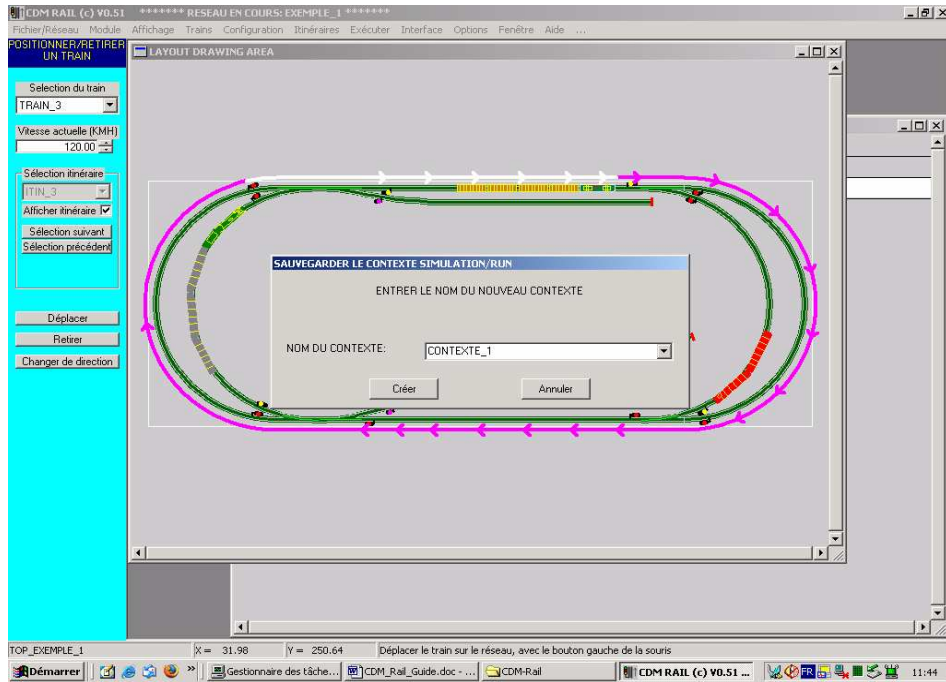 CDM RAIL (c) V0.51 ******* RESEAU EN COURS: EXEMPLE_1 *******
Fichier/Réseau Module Affichage Trains Configuration Itinéraires Exécuter Interface Options Fenêtre Aide ...
POSITIONNER/RETIRER
UN TRAIN
LAYOUT DRAWING AREA
Selection du train
TRAIN_3
Vitesse actuelle (KMH)
120.00
Sélection itinéraire
ITIN_3
Afficher itinéraire
Sélection suivant
Sélection précédent
Déplacer
Retirer
Changer de direction
SAUVEGARDER LE CONTEXTE SIMULATION/RUN
ENTRER LE NOM DU NOUVEAU CONTEXTE
NOM DU CONTEXTE: CONTEXTE_1
Créer Annuler
TOP_EXEMPLE_1 X = 31.98 Y = 250.64 Déplacer le train sur le réseau, avec le bouton gauche de la souris
Démarrer » Gestionnaire des tâche... CDM_Rail_Guide.doc - ... CDM-Rail CDM RAIL (c) V0.51 ... FR 11:44